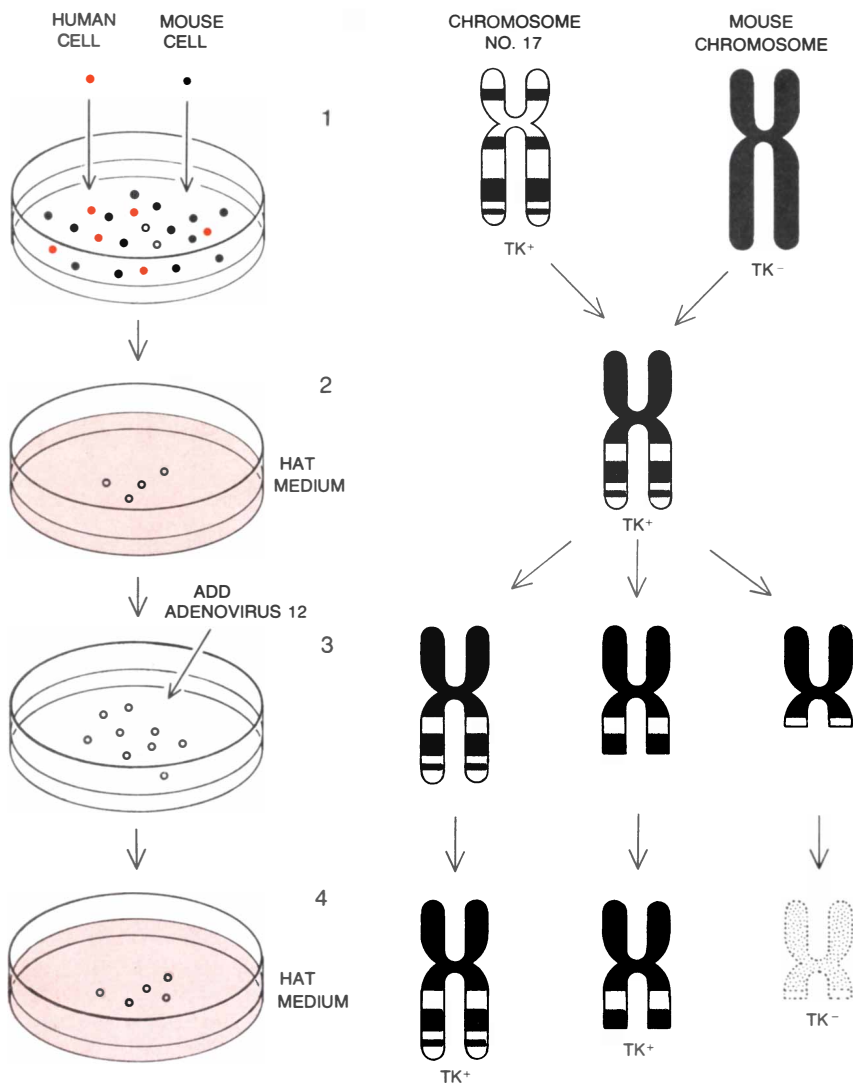 HUMAN
CELL
MOUSE
CELL
1
CHROMOSOME
NO. 17
MOUSE
CHROMOSOME
TK+
TK−
2
HAT
MEDIUM
TK+
ADD
ADENOVIRUS 12
3
4
HAT
MEDIUM
TK+
TK+
TK−